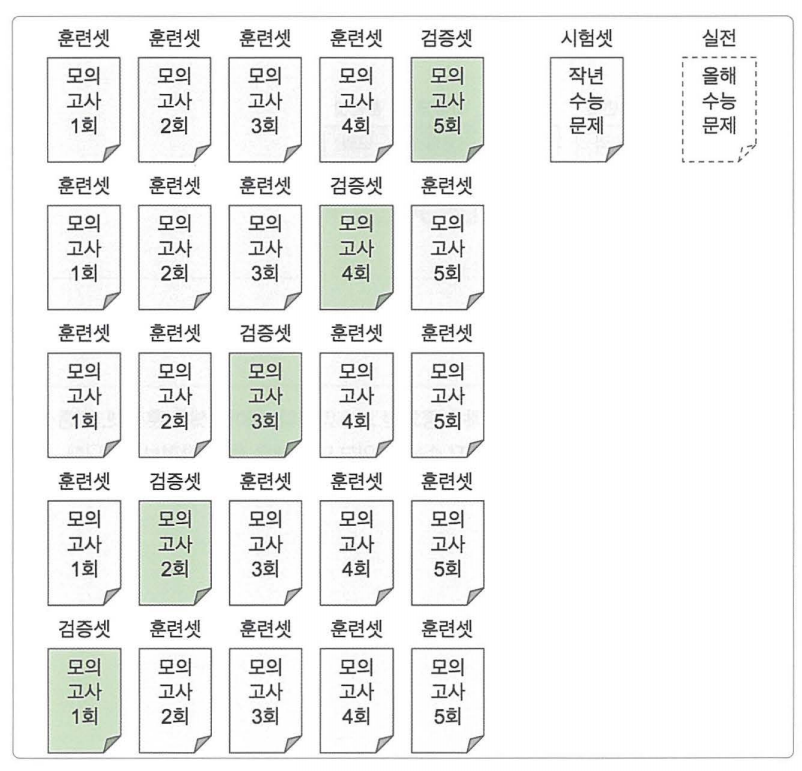 훈련셋 훈련셋 훈련셋 훈련셋 검증셋 시험셋 실전
모의 모의 모의 모의 모의 작년 올해
고사 고사 고사 고사 고사 수능 수능
1회 2회 3회 4회 5회 문제 문제
훈련셋 훈련셋 훈련셋 검증셋 훈련셋
모의 모의 모의 모의 모의
고사 고사 고사 고사 고사
1회 2회 3회 4회 5회
훈련셋 훈련셋 검증셋 훈련셋 훈련셋
모의 모의 모의 모의 모의
고사 고사 고사 고사 고사
1회 2회 3회 4회 5회
훈련셋 검증셋 훈련셋 훈련셋 훈련셋
모의 모의 모의 모의 모의
고사 고사 고사 고사 고사
1회 2회 3회 4회 5회
검증셋 훈련셋 훈련셋 훈련셋 훈련셋
모의 모의 모의 모의 모의
고사 고사 고사 고사 고사
1회 2회 3회 4회 5회